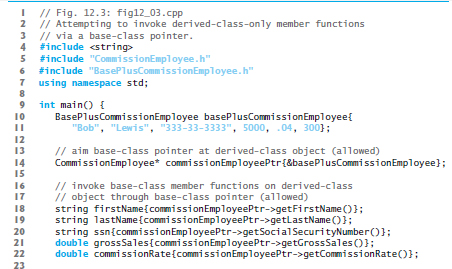 1 // Fig. 12.3: fig12_03.cpp
2 // Attempting to invoke derived-class-only member functions
3 // via a base-class pointer.
4 #include <string>
5 #include "CommissionEmployee.h"
6 #include "BasePlusCommissionEmployee.h"
7 using namespace std;
8
9 int main() {
10 BasePlusCommissionEmployee basePlusCommissionEmployee{
11 "Bob", "Lewis", "333-33-3333", 5000, .04, 300};
12
13 // aim base-class pointer at derived-class object (allowed)
14 CommissionEmployee* commissionEmployeePtr{&basePlusCommissionEmployee};
15
16 // invoke base-class member functions on derived-class
17 // object through base-class pointer (allowed)
18 string firstName{commissionEmployeePtr->getFirstName()};
19 string lastName{commissionEmployeePtr->getLastName()};
20 string ssn{commissionEmployeePtr->getSocialSecurityNumber()};
21 double grossSales{commissionEmployeePtr->getGrossSales()};
22 double commissionRate{commissionEmployeePtr->getCommissionRate()};
23